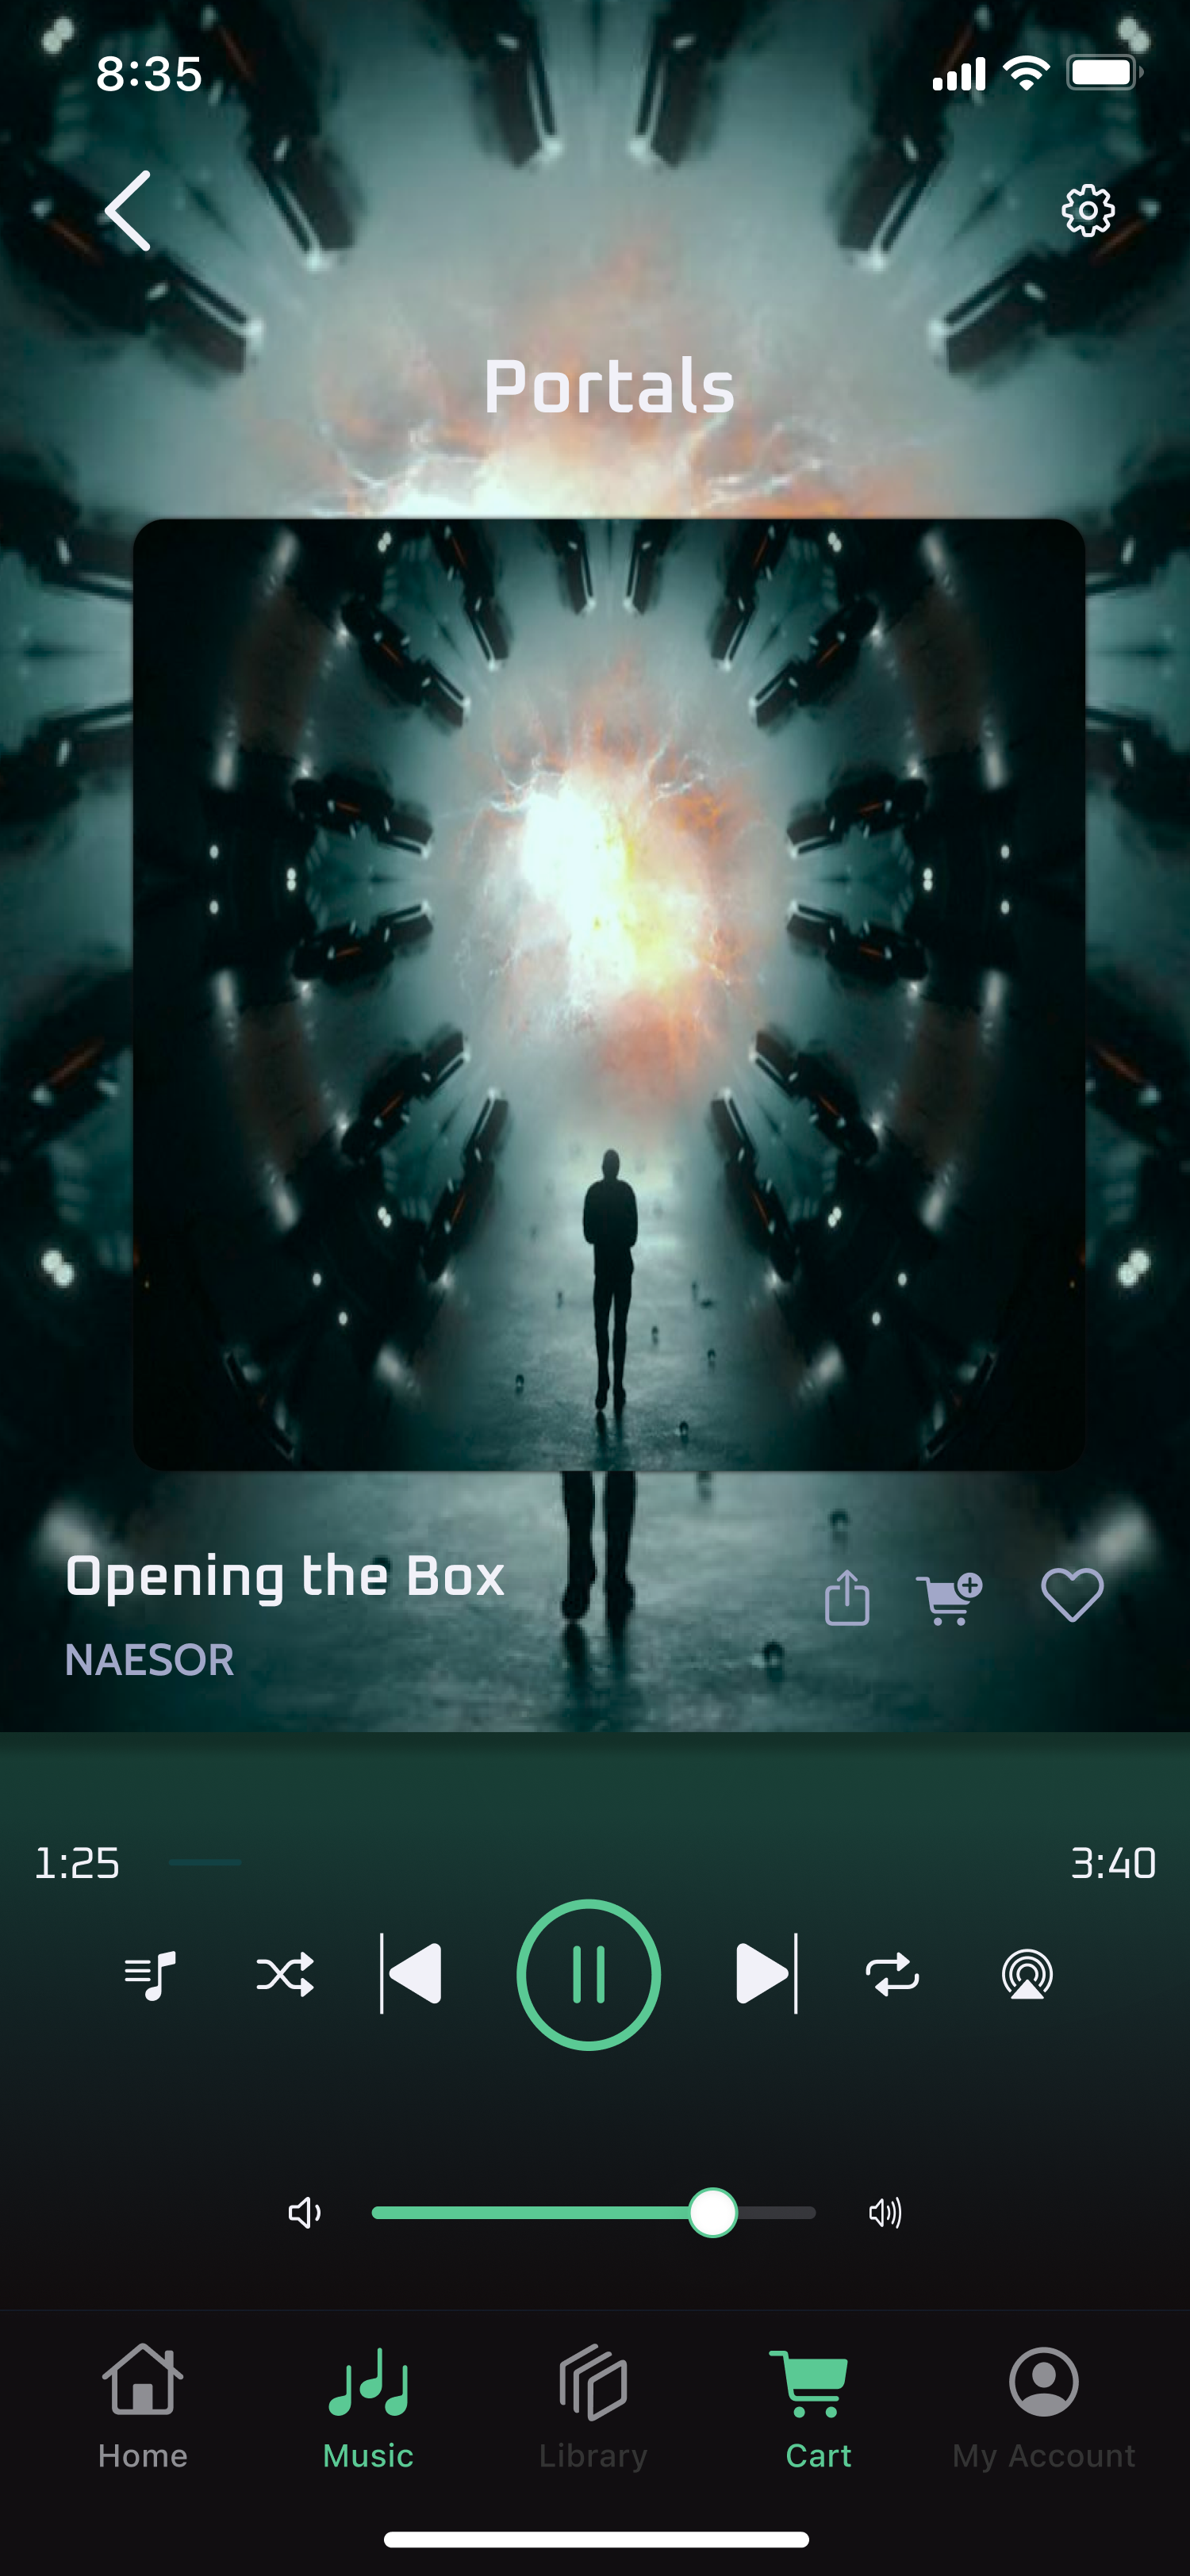 8:35
Portals
Opening the Box
NAESOR
1:25
3:40
Home
Music
Library
Cart
My Account